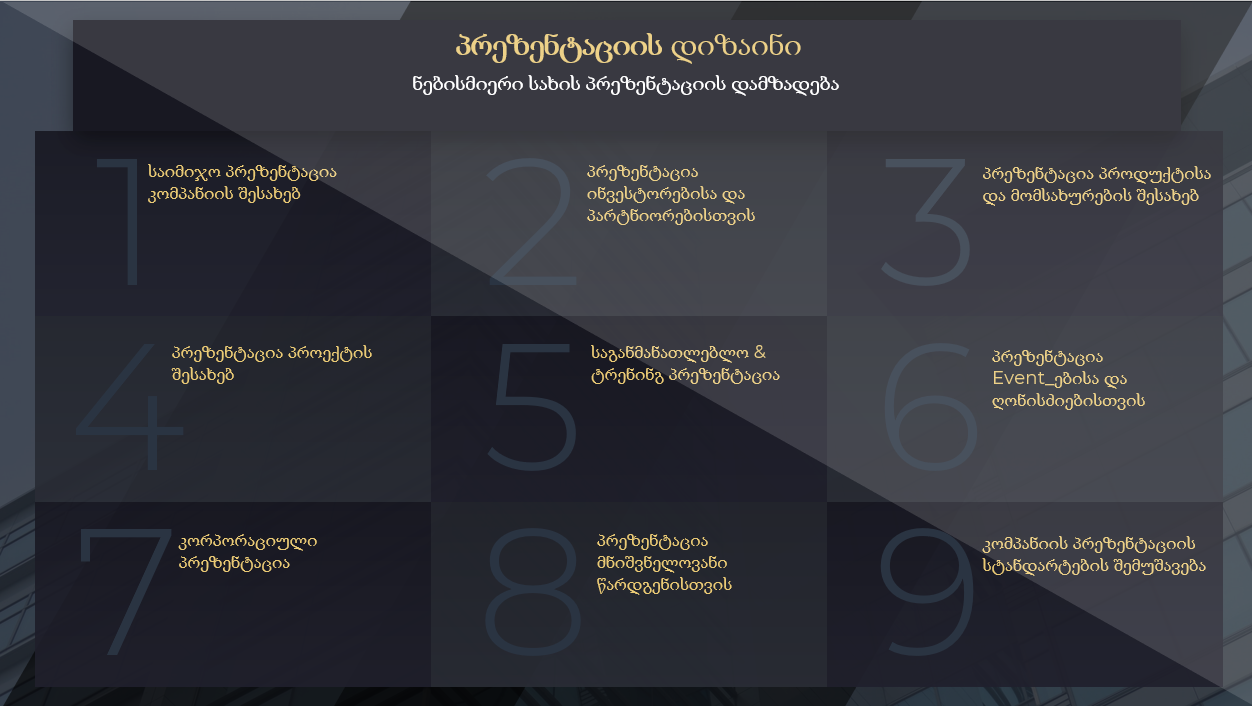 პრეზენტაციის დიზაინი
ნებისმიერი სახის პრეზენტაციის დამზადება
1
საიმიჯო პრეზენტაცია
კომპანიის შესახებ
2
პრეზენტაცია
ინვესტორებისა და
პარტნიორებისთვის
3
პრეზენტაცია პროდუქტისა
და მომსახურების შესახებ
4
პრეზენტაცია პროექტის
შესახებ
5
საგანმანათლებლო &
ტრენინგ პრეზენტაცია
6
პრეზენტაცია
Event_ებისა და
ღონისძიებისთვის
7
კორპორაციული
პრეზენტაცია
8
პრეზენტაცია
მნიშვნელოვანი
წარდგენისთვის
9
კომპანიის პრეზენტაციის
სტანდარტების შემუშავება